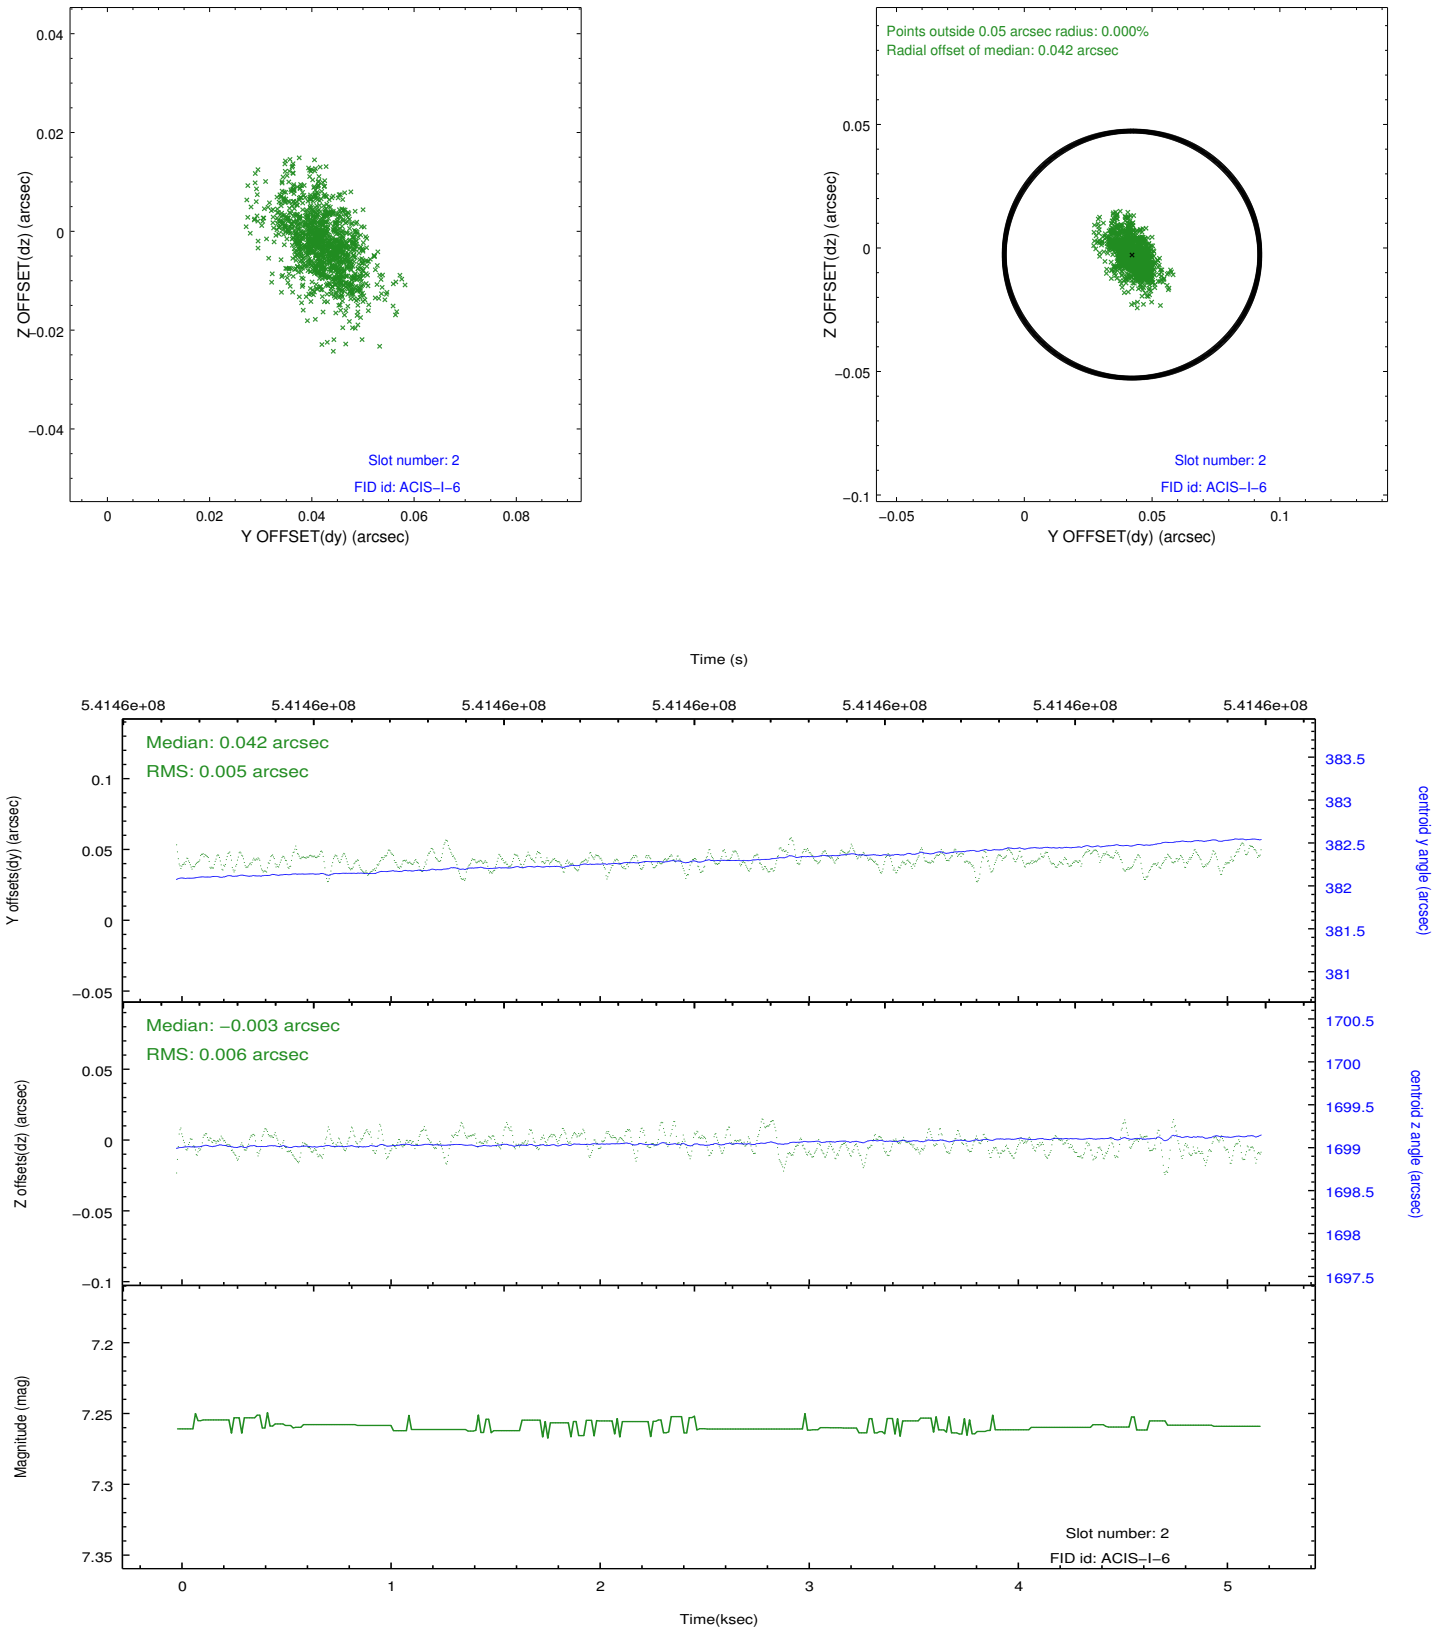 0.04
0.02
0
−0.02
−0.04
Z OFFSET(dz) (arcsec)
Slot number: 2
FID id: ACIS−I−6
0 0.02 0.04 0.06 0.08
Y OFFSET(dy) (arcsec)
Points outside 0.05 arcsec radius: 0.000%
Radial offset of median: 0.042 arcsec
0.05
0
−0.05
−0.1
Z OFFSET(dz) (arcsec)
Slot number: 2
FID id: ACIS−I−6
−0.05 0 0.05 0.1
Y OFFSET(dy) (arcsec)
Time (s)
5.4146e+08 5.4146e+08 5.4146e+08 5.4146e+08 5.4146e+08 5.4146e+08 5.4146e+08
Median: 0.042 arcsec
RMS: 0.005 arcsec
0.1
0.05
0
−0.05
Y offsets(dy) (arcsec)
383.5
383
382.5
382
381.5
381
centroid y angle (arcsec)
Median: −0.003 arcsec
RMS: 0.006 arcsec
0.05
0
−0.05
−0.1
Z offsets(dz) (arcsec)
1700.5
1700
1699.5
1699
1698.5
1698
1697.5
centroid z angle (arcsec)
7.2
7.25
7.3
7.35
Magnitude (mag)
Slot number: 2
FID id: ACIS−I−6
0 1 2 3 4 5
Time(ksec)